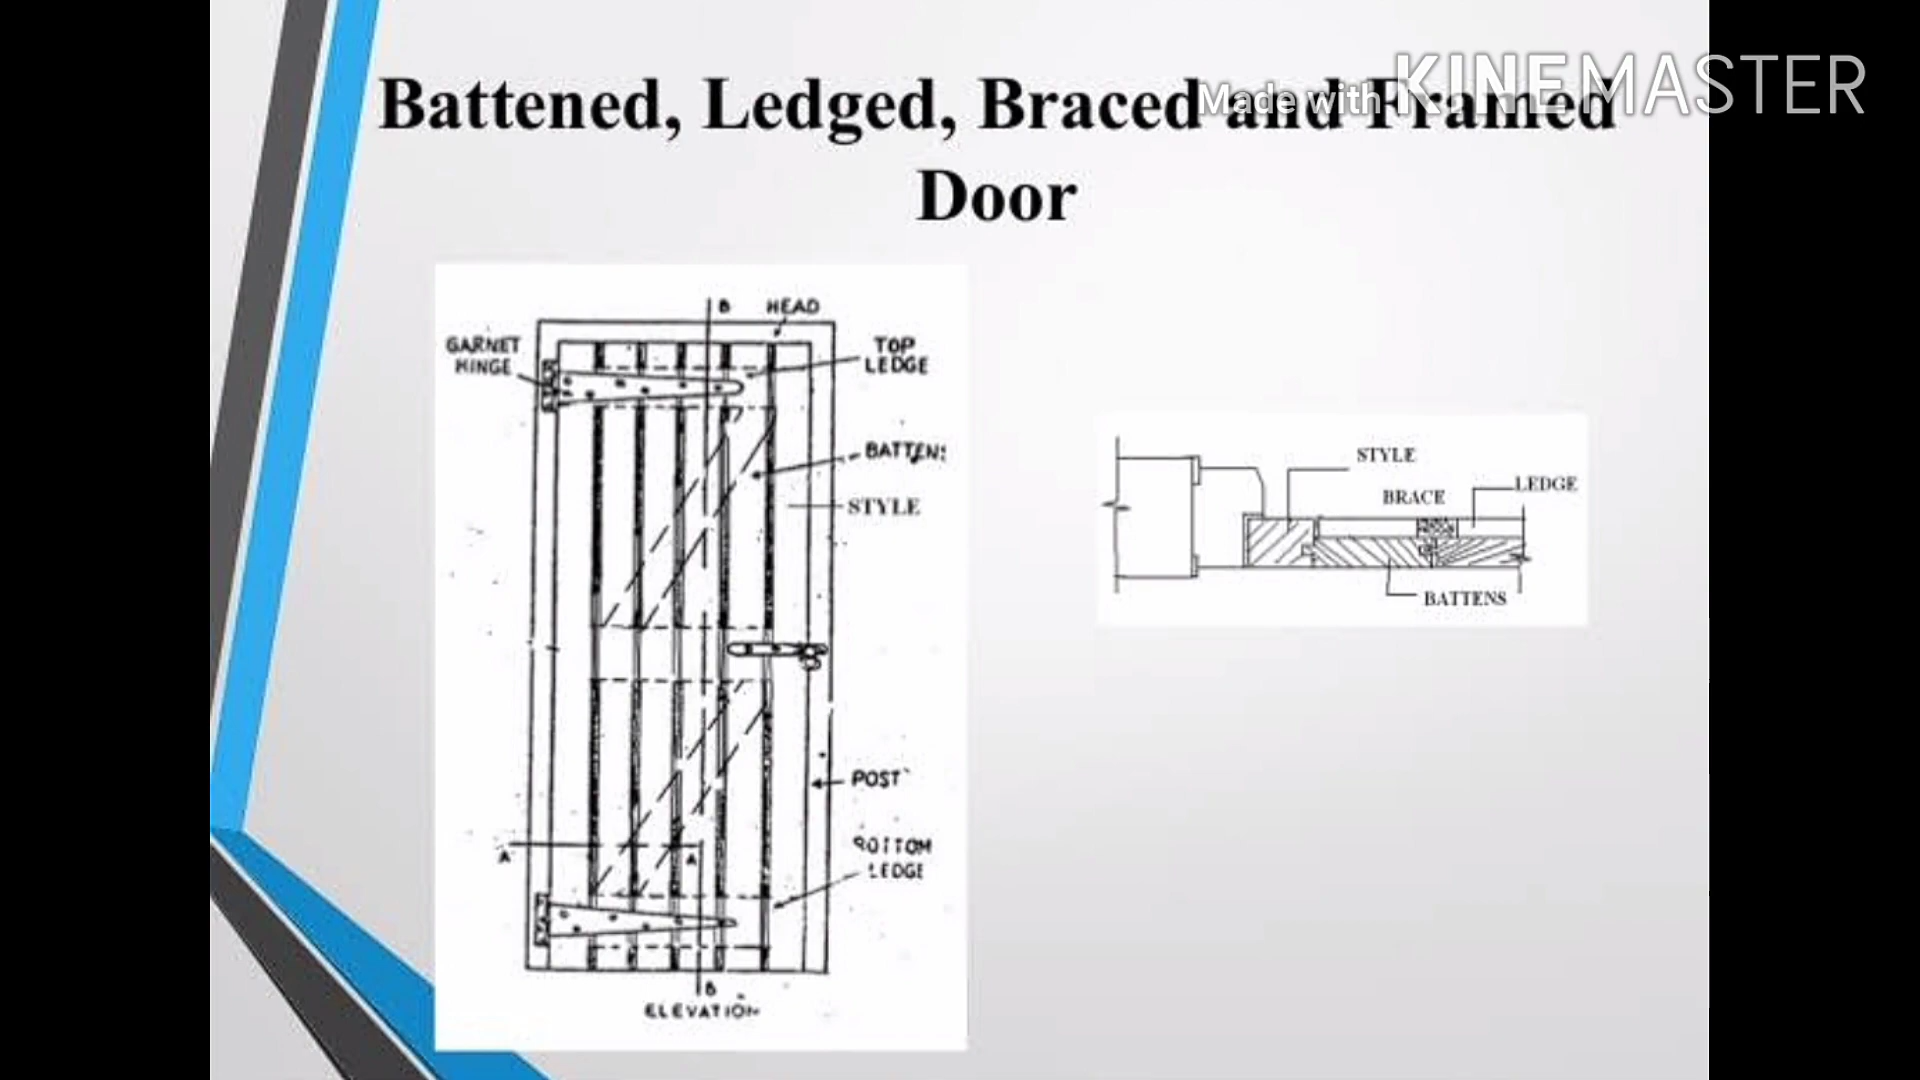 Battened, Ledged, Braced and Framed
Door
Made with KINEMASTER
B HEAD
GARNET
HINGE
TOP
LEDGE
BATTENS
STYLE
POST
BOTTOM
LEDGE
A A
B
ELEVATION
STYLE
BRACE
LEDGE
BATTENS